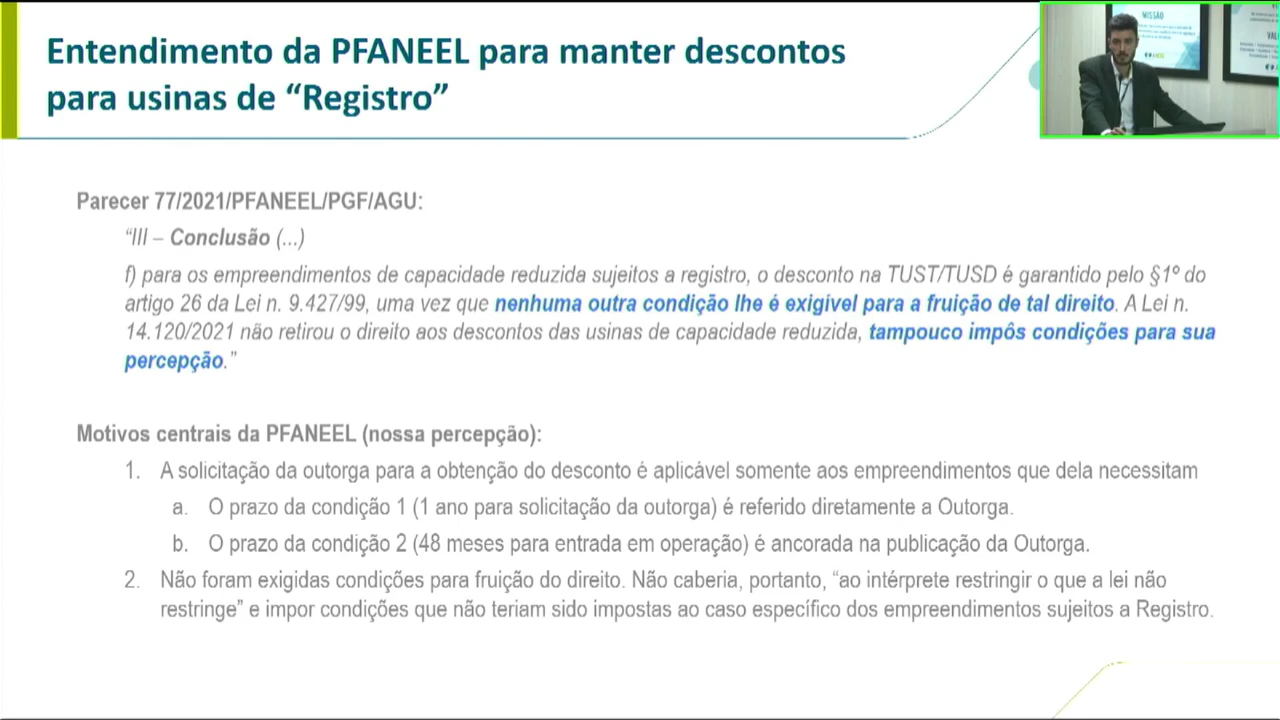 Entendimento da PFANEEL para manter descontos
para usinas de “Registro”
MISSÃO
Parecer 77/2021/PFANEEL/PGF/AGU:
“III – Conclusão (...)
f) para os empreendimentos de capacidade reduzida sujeitos a registro, o desconto na TUST/TUSD é garantido pelo §1º do
artigo 26 da Lei n. 9.427/99, uma vez que nenhuma outra condição lhe é exigível para a fruição de tal direito. A Lei n.
14.120/2021 não retirou o direito aos descontos das usinas de capacidade reduzida, tampouco impôs condições para sua
percepção.”
Motivos centrais da PFANEEL (nossa percepção):
1. A solicitação da outorga para a obtenção do desconto é aplicável somente aos empreendimentos que dela necessitam
a. O prazo da condição 1 (1 ano para solicitação da outorga) é referido diretamente a Outorga.
b. O prazo da condição 2 (48 meses para entrada em operação) é ancorada na publicação da Outorga.
2. Não foram exigidas condições para fruição do direito. Não caberia, portanto, “ao intérprete restringir o que a lei não
restringe” e impor condições que não teriam sido impostas ao caso específico dos empreendimentos sujeitos a Registro.